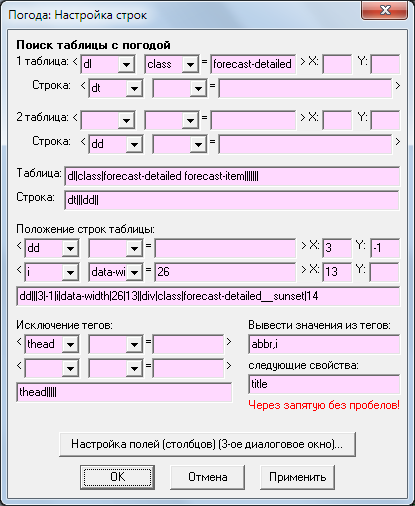 Погода: Настройка строк
Поиск таблицы с погодой
1 таблица: < dl class = forecast-detailed > X: Y:
Строка: < dt = >
2 таблица: < = > X: Y:
Строка: < dd = >
Таблица: dl|class|forecast-detailed forecast-item|||||||
Строка: dt|||dd||
Положение строк таблицы:
< dd = > X: 3 Y: -1
< i data-wi = 26 > X: 13 Y:
dd|||3|-1|i|data-width|26|13||div|class|forecast-detailed__sunset|14
Исключение тегов: Вывести значения из тегов:
< thead = > abbr,i
< = > следующие свойства:
thead||||| title
Через запятую без пробелов!
Настройка полей (столбцов) (3-ое диалоговое окно)...
OK Отмена Применить